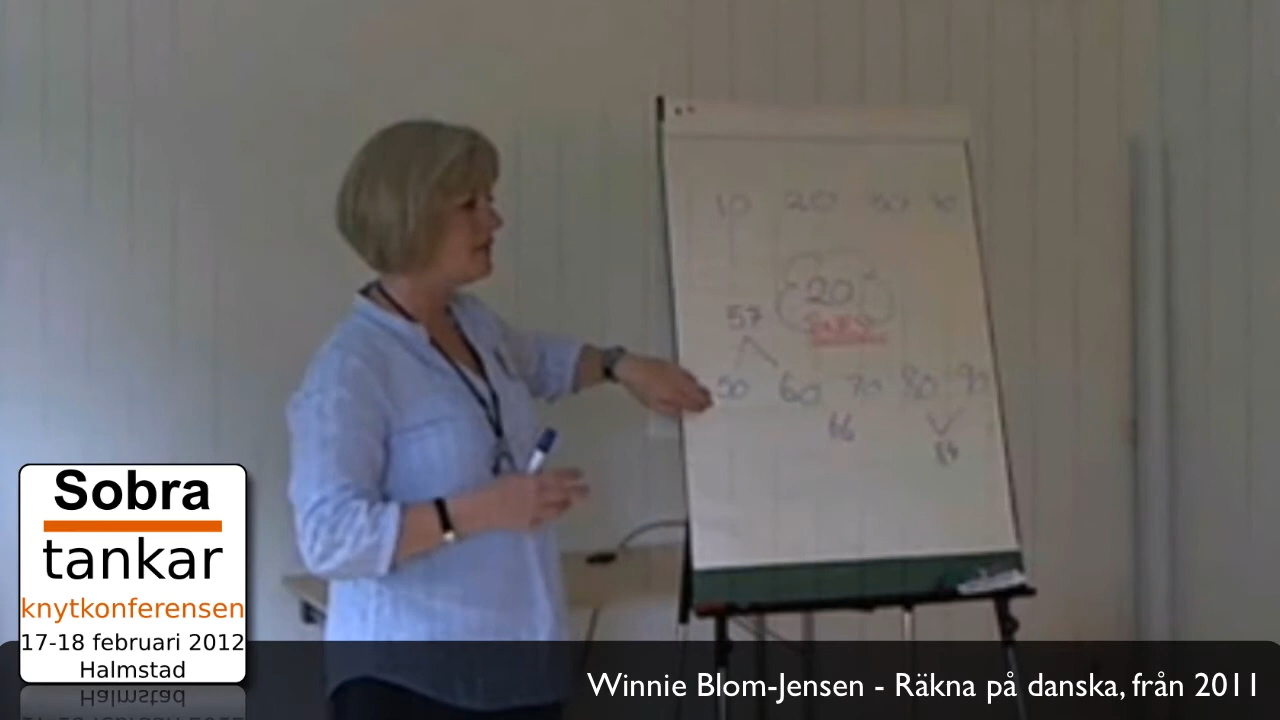 10 20 30 40
20
57
50 60 70 80 90
66
Sobra
tankar
knytkonferensen
17-18 februari 2012
Halmstad
Winnie Blom-Jensen - Räkna på danska, från 2011